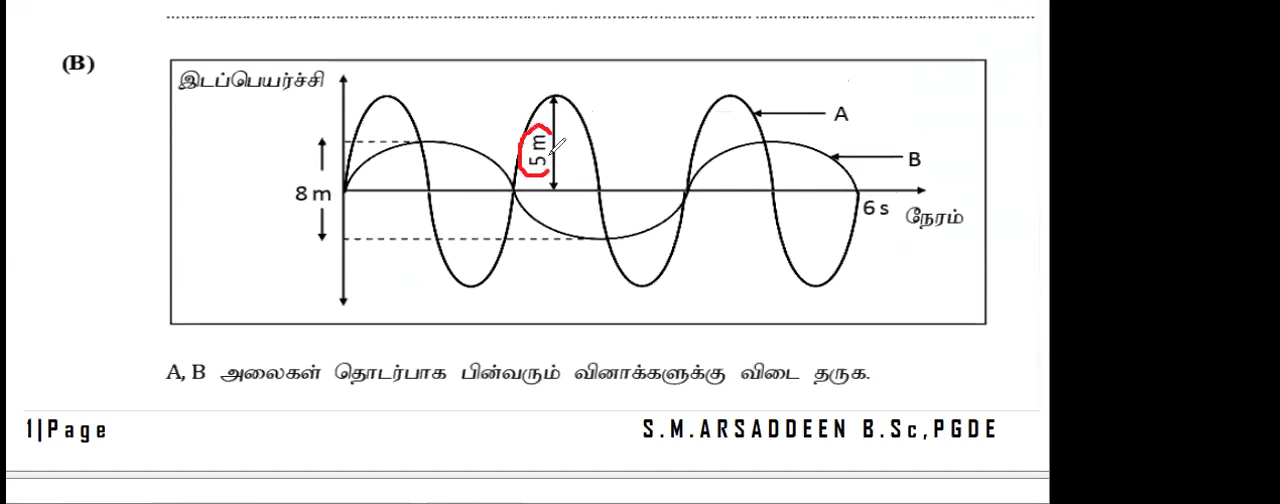 (B)
இடப்பெயர்ச்சி
A
5 m
B
8 m
6 s
நேரம்
A, B அலைகள் தொடர்பாக பின்வரும் வினாக்களுக்கு விடை தருக.
1|Page
S.M.ARSADDEEN B.Sc,PGDE